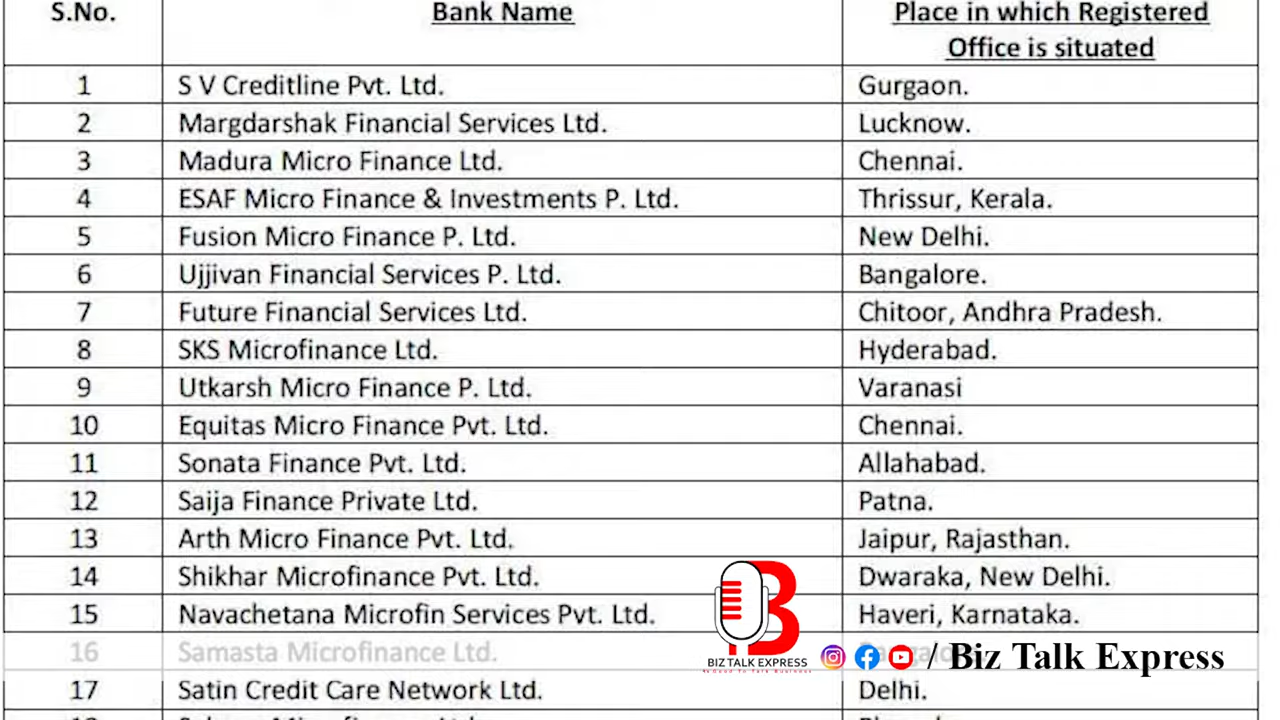 S.No. Bank Name Place in which Registered
Office is situated
1 S V Creditline Pvt. Ltd. Gurgaon.
2 Margdarshak Financial Services Ltd. Lucknow.
3 Madura Micro Finance Ltd. Chennai.
4 ESAF Micro Finance & Investments P. Ltd. Thrissur, Kerala.
5 Fusion Micro Finance P. Ltd. New Delhi.
6 Ujjivan Financial Services P. Ltd. Bangalore.
7 Future Financial Services Ltd. Chitoor, Andhra Pradesh.
8 SKS Microfinance Ltd. Hyderabad.
9 Utkarsh Micro Finance P. Ltd. Varanasi
10 Equitas Micro Finance Pvt. Ltd. Chennai.
11 Sonata Finance Pvt. Ltd. Allahabad.
12 Saija Finance Private Ltd. Patna.
13 Arth Micro Finance Pvt. Ltd. Jaipur, Rajasthan.
14 Shikhar Microfinance Pvt. Ltd. Dwaraka, New Delhi.
15 Navachetana Microfin Services Pvt. Ltd. Haveri, Karnataka.
16 Samasta Microfinance Ltd.
B
BIZ TALK EXPRESS
/ Biz Talk Express
17 Satin Credit Care Network Ltd. Delhi.